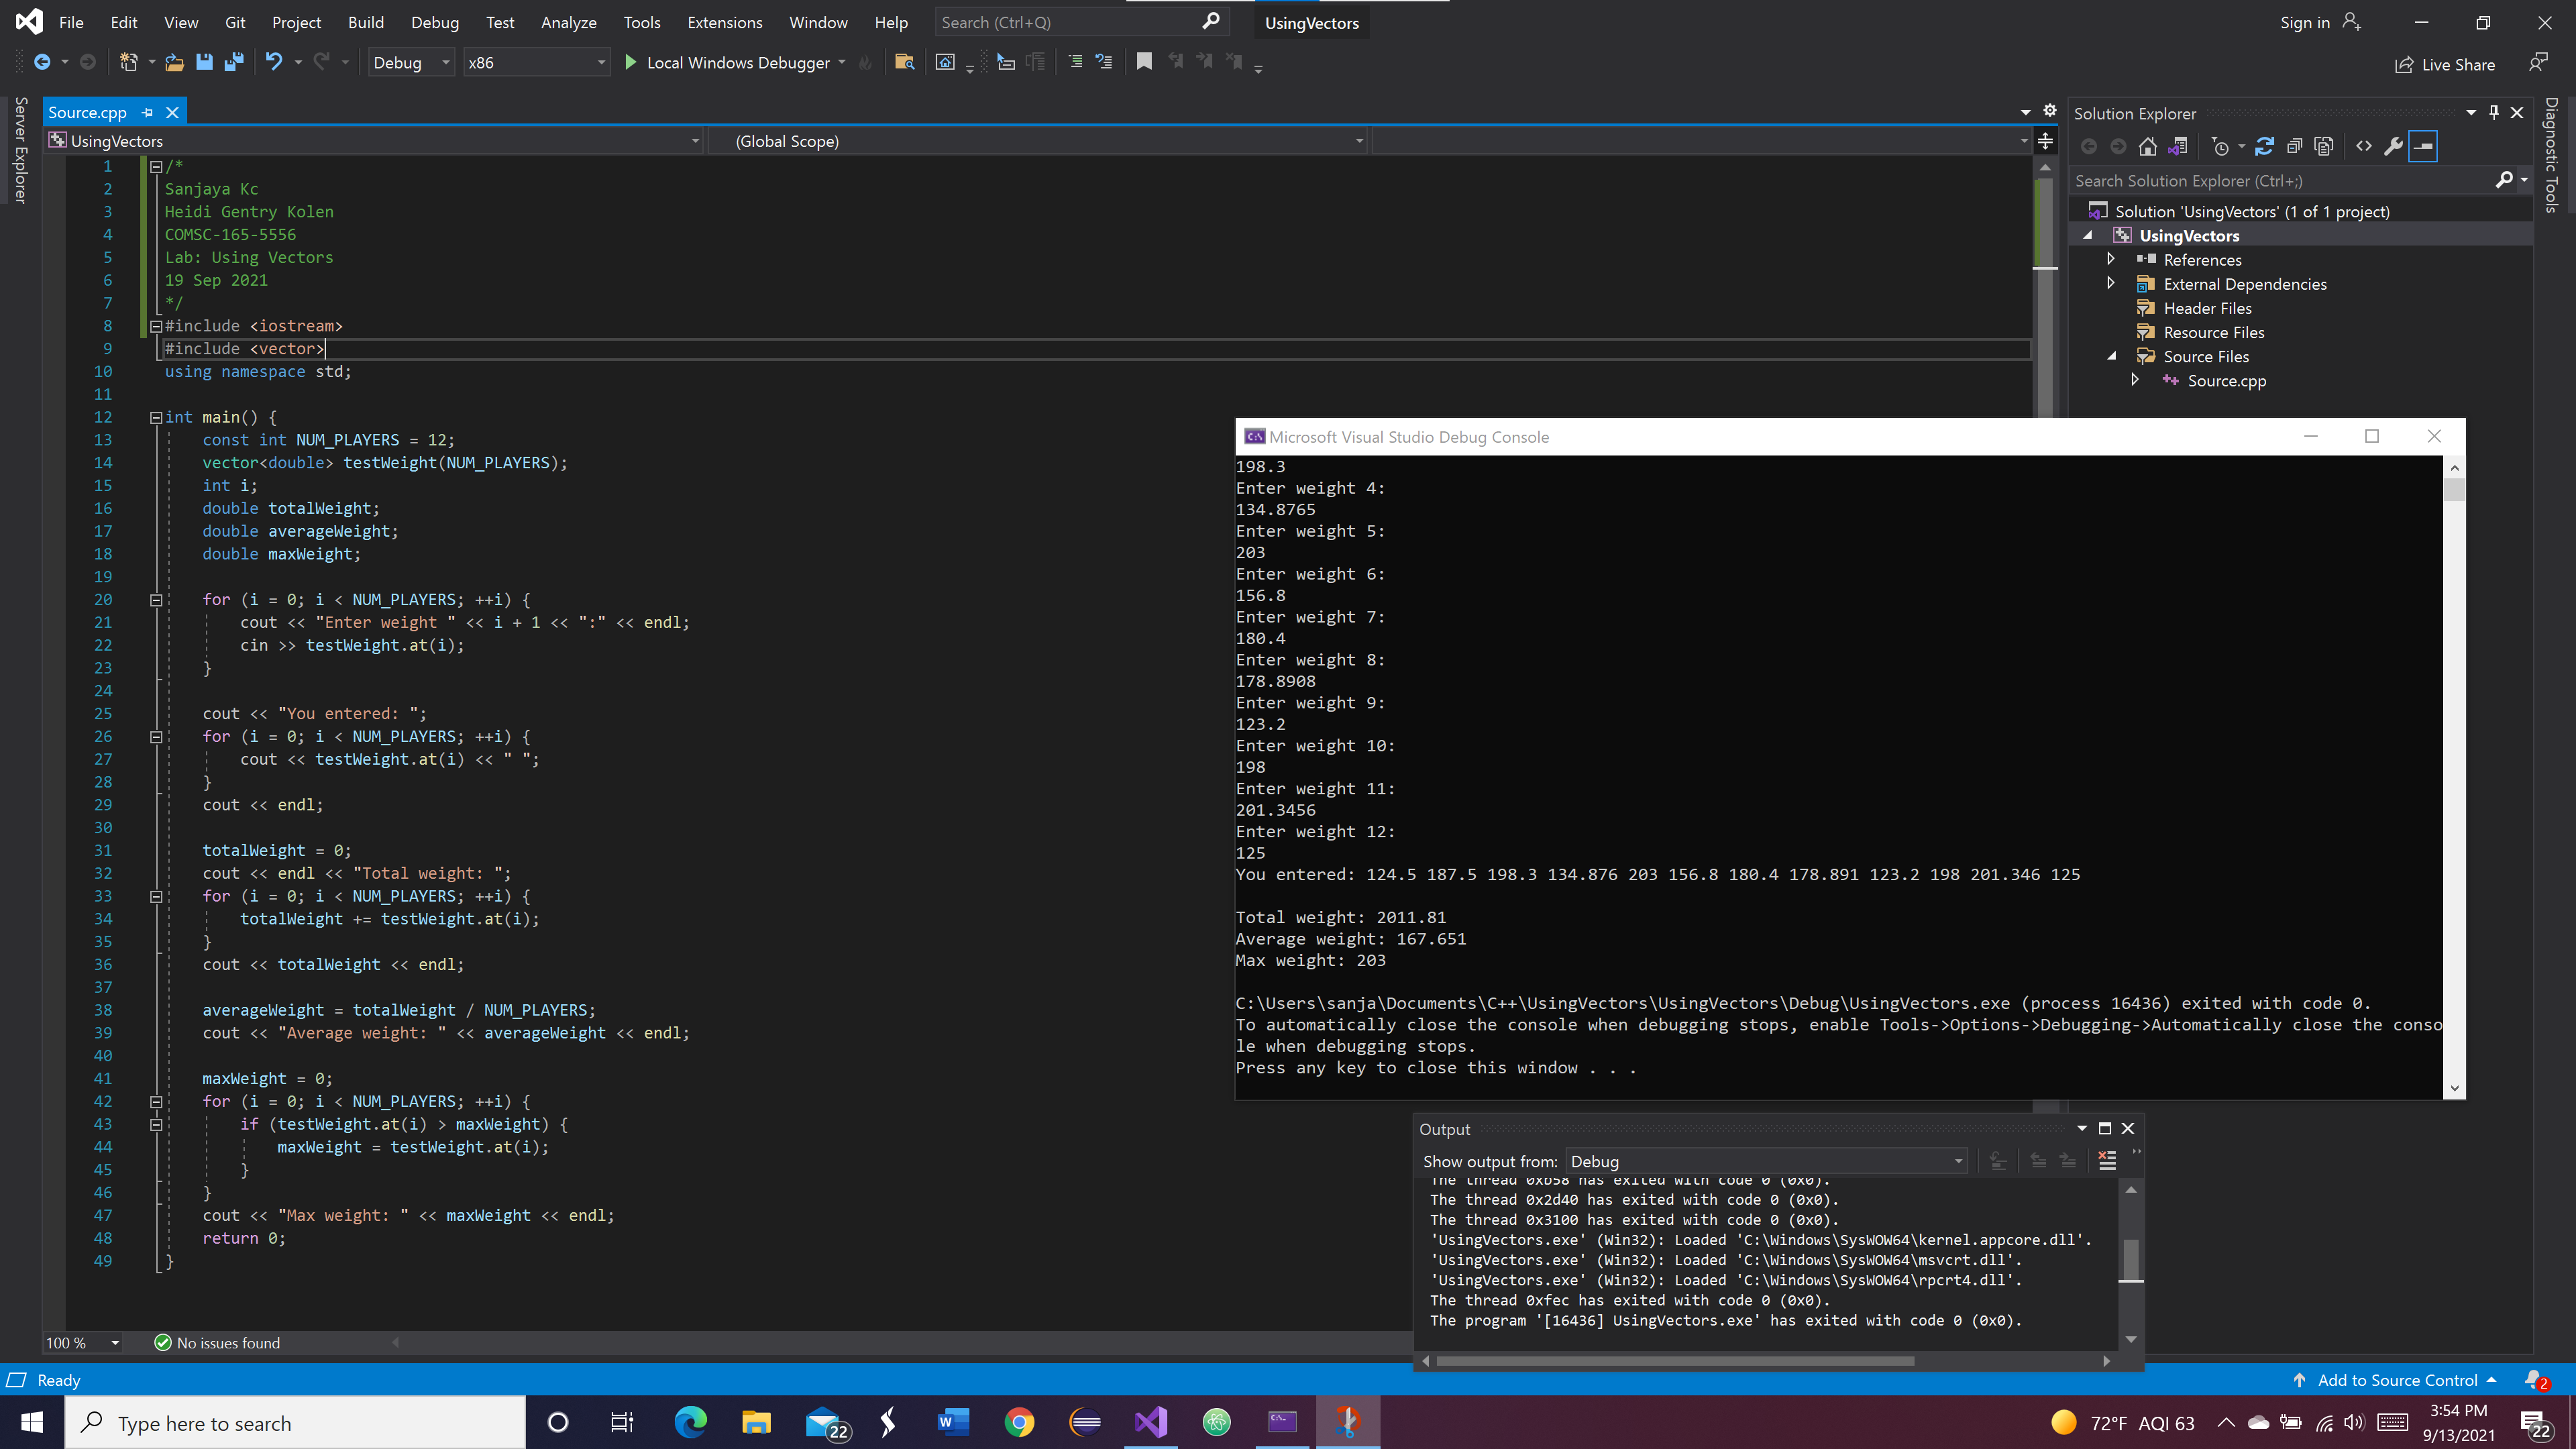 File Edit View Git Project Build Debug Test Analyze Tools Extensions Window Help Search (Ctrl+Q) UsingVectors Sign in
Debug x86 Local Windows Debugger Live Share
Server Explorer
Source.cpp
UsingVectors (Global Scope)
1 /*
2 Sanjaya Kc
3 Heidi Gentry Kolen
4 COMSC-165-5556
5 Lab: Using Vectors
6 19 Sep 2021
7 */
8 #include <iostream>
9 #include <vector>
10 using namespace std;
11
12 int main() {
13 const int NUM_PLAYERS = 12;
14 vector<double> testWeight(NUM_PLAYERS);
15 int i;
16 double totalWeight;
17 double averageWeight;
18 double maxWeight;
19
20 for (i = 0; i < NUM_PLAYERS; ++i) {
21 cout << "Enter weight " << i + 1 << ":" << endl;
22 cin >> testWeight.at(i);
23 }
24
25 cout << "You entered: ";
26 for (i = 0; i < NUM_PLAYERS; ++i) {
27 cout << testWeight.at(i) << " ";
28 }
29 cout << endl;
30
31 totalWeight = 0;
32 cout << endl << "Total weight: ";
33 for (i = 0; i < NUM_PLAYERS; ++i) {
34 totalWeight += testWeight.at(i);
35 }
36 cout << totalWeight << endl;
37
38 averageWeight = totalWeight / NUM_PLAYERS;
39 cout << "Average weight: " << averageWeight << endl;
40
41 maxWeight = 0;
42 for (i = 0; i < NUM_PLAYERS; ++i) {
43 if (testWeight.at(i) > maxWeight) {
44 maxWeight = testWeight.at(i);
45 }
46 }
47 cout << "Max weight: " << maxWeight << endl;
48 return 0;
49 }
100 % No issues found
Solution Explorer
Search Solution Explorer (Ctrl+;)
Solution 'UsingVectors' (1 of 1 project)
UsingVectors
References
External Dependencies
Header Files
Resource Files
Source Files
Source.cpp
Diagnostic Tools
Microsoft Visual Studio Debug Console
198.3
Enter weight 4:
134.8765
Enter weight 5:
203
Enter weight 6:
156.8
Enter weight 7:
180.4
Enter weight 8:
178.8908
Enter weight 9:
123.2
Enter weight 10:
198
Enter weight 11:
201.3456
Enter weight 12:
125
You entered: 124.5 187.5 198.3 134.876 203 156.8 180.4 178.891 123.2 198 201.346 125
Total weight: 2011.81
Average weight: 167.651
Max weight: 203
C:\Users\sanja\Documents\C++\UsingVectors\UsingVectors\Debug\UsingVectors.exe (process 16436) exited with code 0.
To automatically close the console when debugging stops, enable Tools->Options->Debugging->Automatically close the conso
le when debugging stops.
Press any key to close this window . . .
Output
Show output from: Debug
The thread 0xb58 has exited with code 0 (0x0).
The thread 0x2d40 has exited with code 0 (0x0).
The thread 0x3100 has exited with code 0 (0x0).
'UsingVectors.exe' (Win32): Loaded 'C:\Windows\SysWOW64\kernel.appcore.dll'.
'UsingVectors.exe' (Win32): Loaded 'C:\Windows\SysWOW64\msvcrt.dll'.
'UsingVectors.exe' (Win32): Loaded 'C:\Windows\SysWOW64\rpcrt4.dll'.
The thread 0xfec has exited with code 0 (0x0).
The program '[16436] UsingVectors.exe' has exited with code 0 (0x0).
Ready Add to Source Control 2
Type here to search 22 72°F AQI 63 3:54 PM
9/13/2021 22